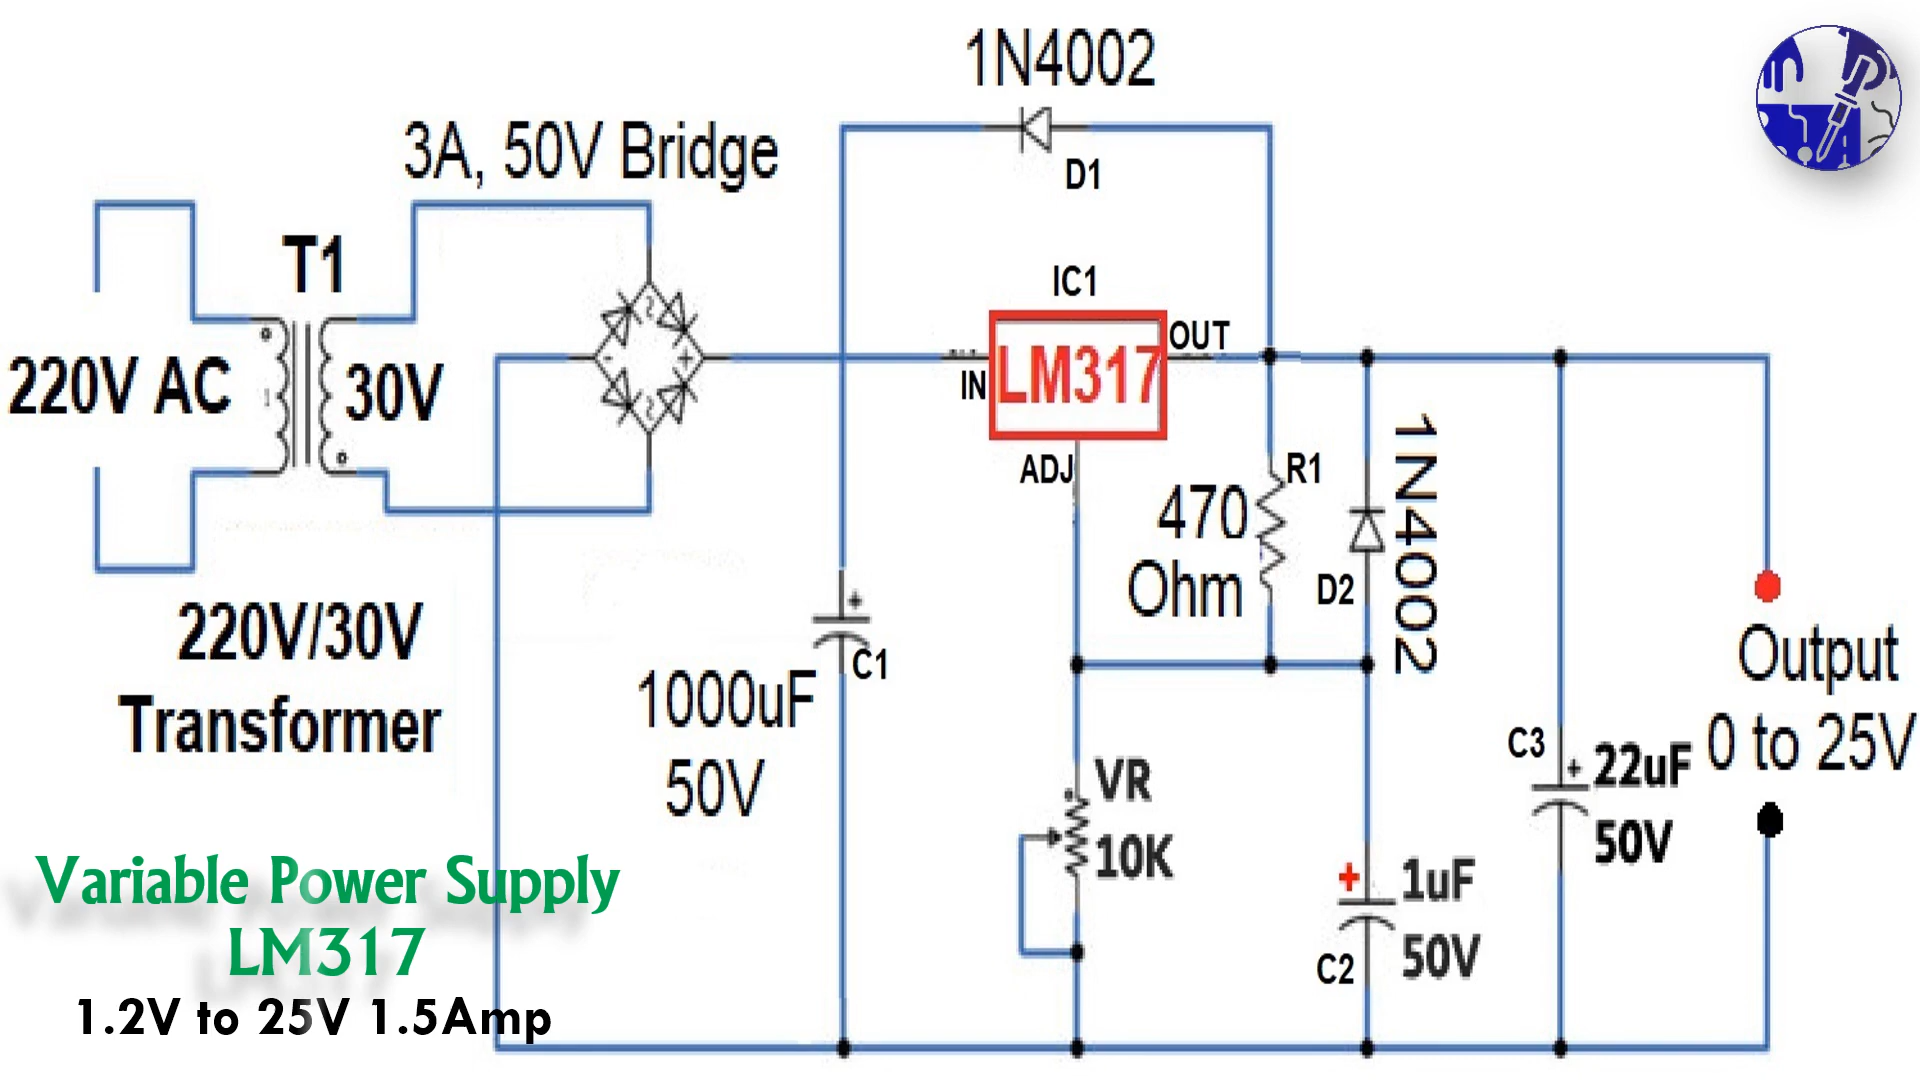 1N4002
D1
3A, 50V Bridge
T1
220V AC
30V
220V/30V
Transformer
IC1
LM317
IN
OUT
ADJ
R1
470
Ohm
D2
1N4002
+
C1
1000uF
50V
VR
10K
+
1uF
50V
C2
C3
+
22uF
50V
Output
0 to 25V
Variable Power Supply
LM317
1.2V to 25V 1.5Amp